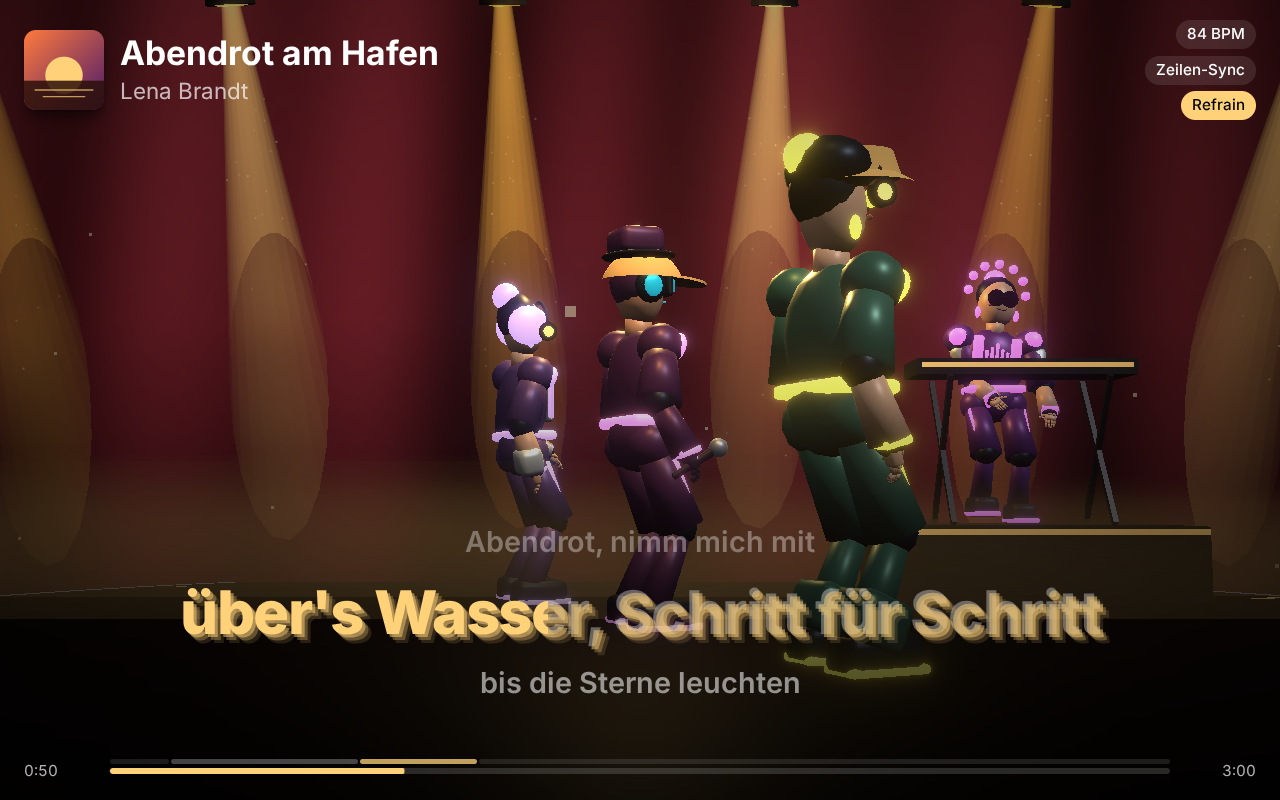 Abendrot am Hafen
Lena Brandt
84 BPM
Zeilen-Sync
Refrain
Abendrot, nimm mich mit
über's Wasser, Schritt für Schritt
bis die Sterne leuchten
0:50
3:00